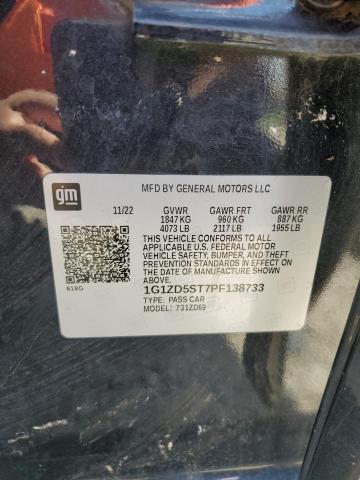 gm
MFD BY GENERAL MOTORS LLC
11/22 GVWR GAWR FRT GAWR RR
1847 KG 960 KG 887 KG
4073 LB 2117 LB 1955 LB
THIS VEHICLE CONFORMS TO ALL
APPLICABLE U.S. FEDERAL MOTOR
VEHICLE SAFETY, BUMPER, AND THEFT
PREVENTION STANDARDS IN EFFECT ON
THE DATE OF MANUFACTURE SHOWN
ABOVE.
618G 1G1ZD5ST7PF138733
TYPE: PASS CAR
MODEL: 731ZD69